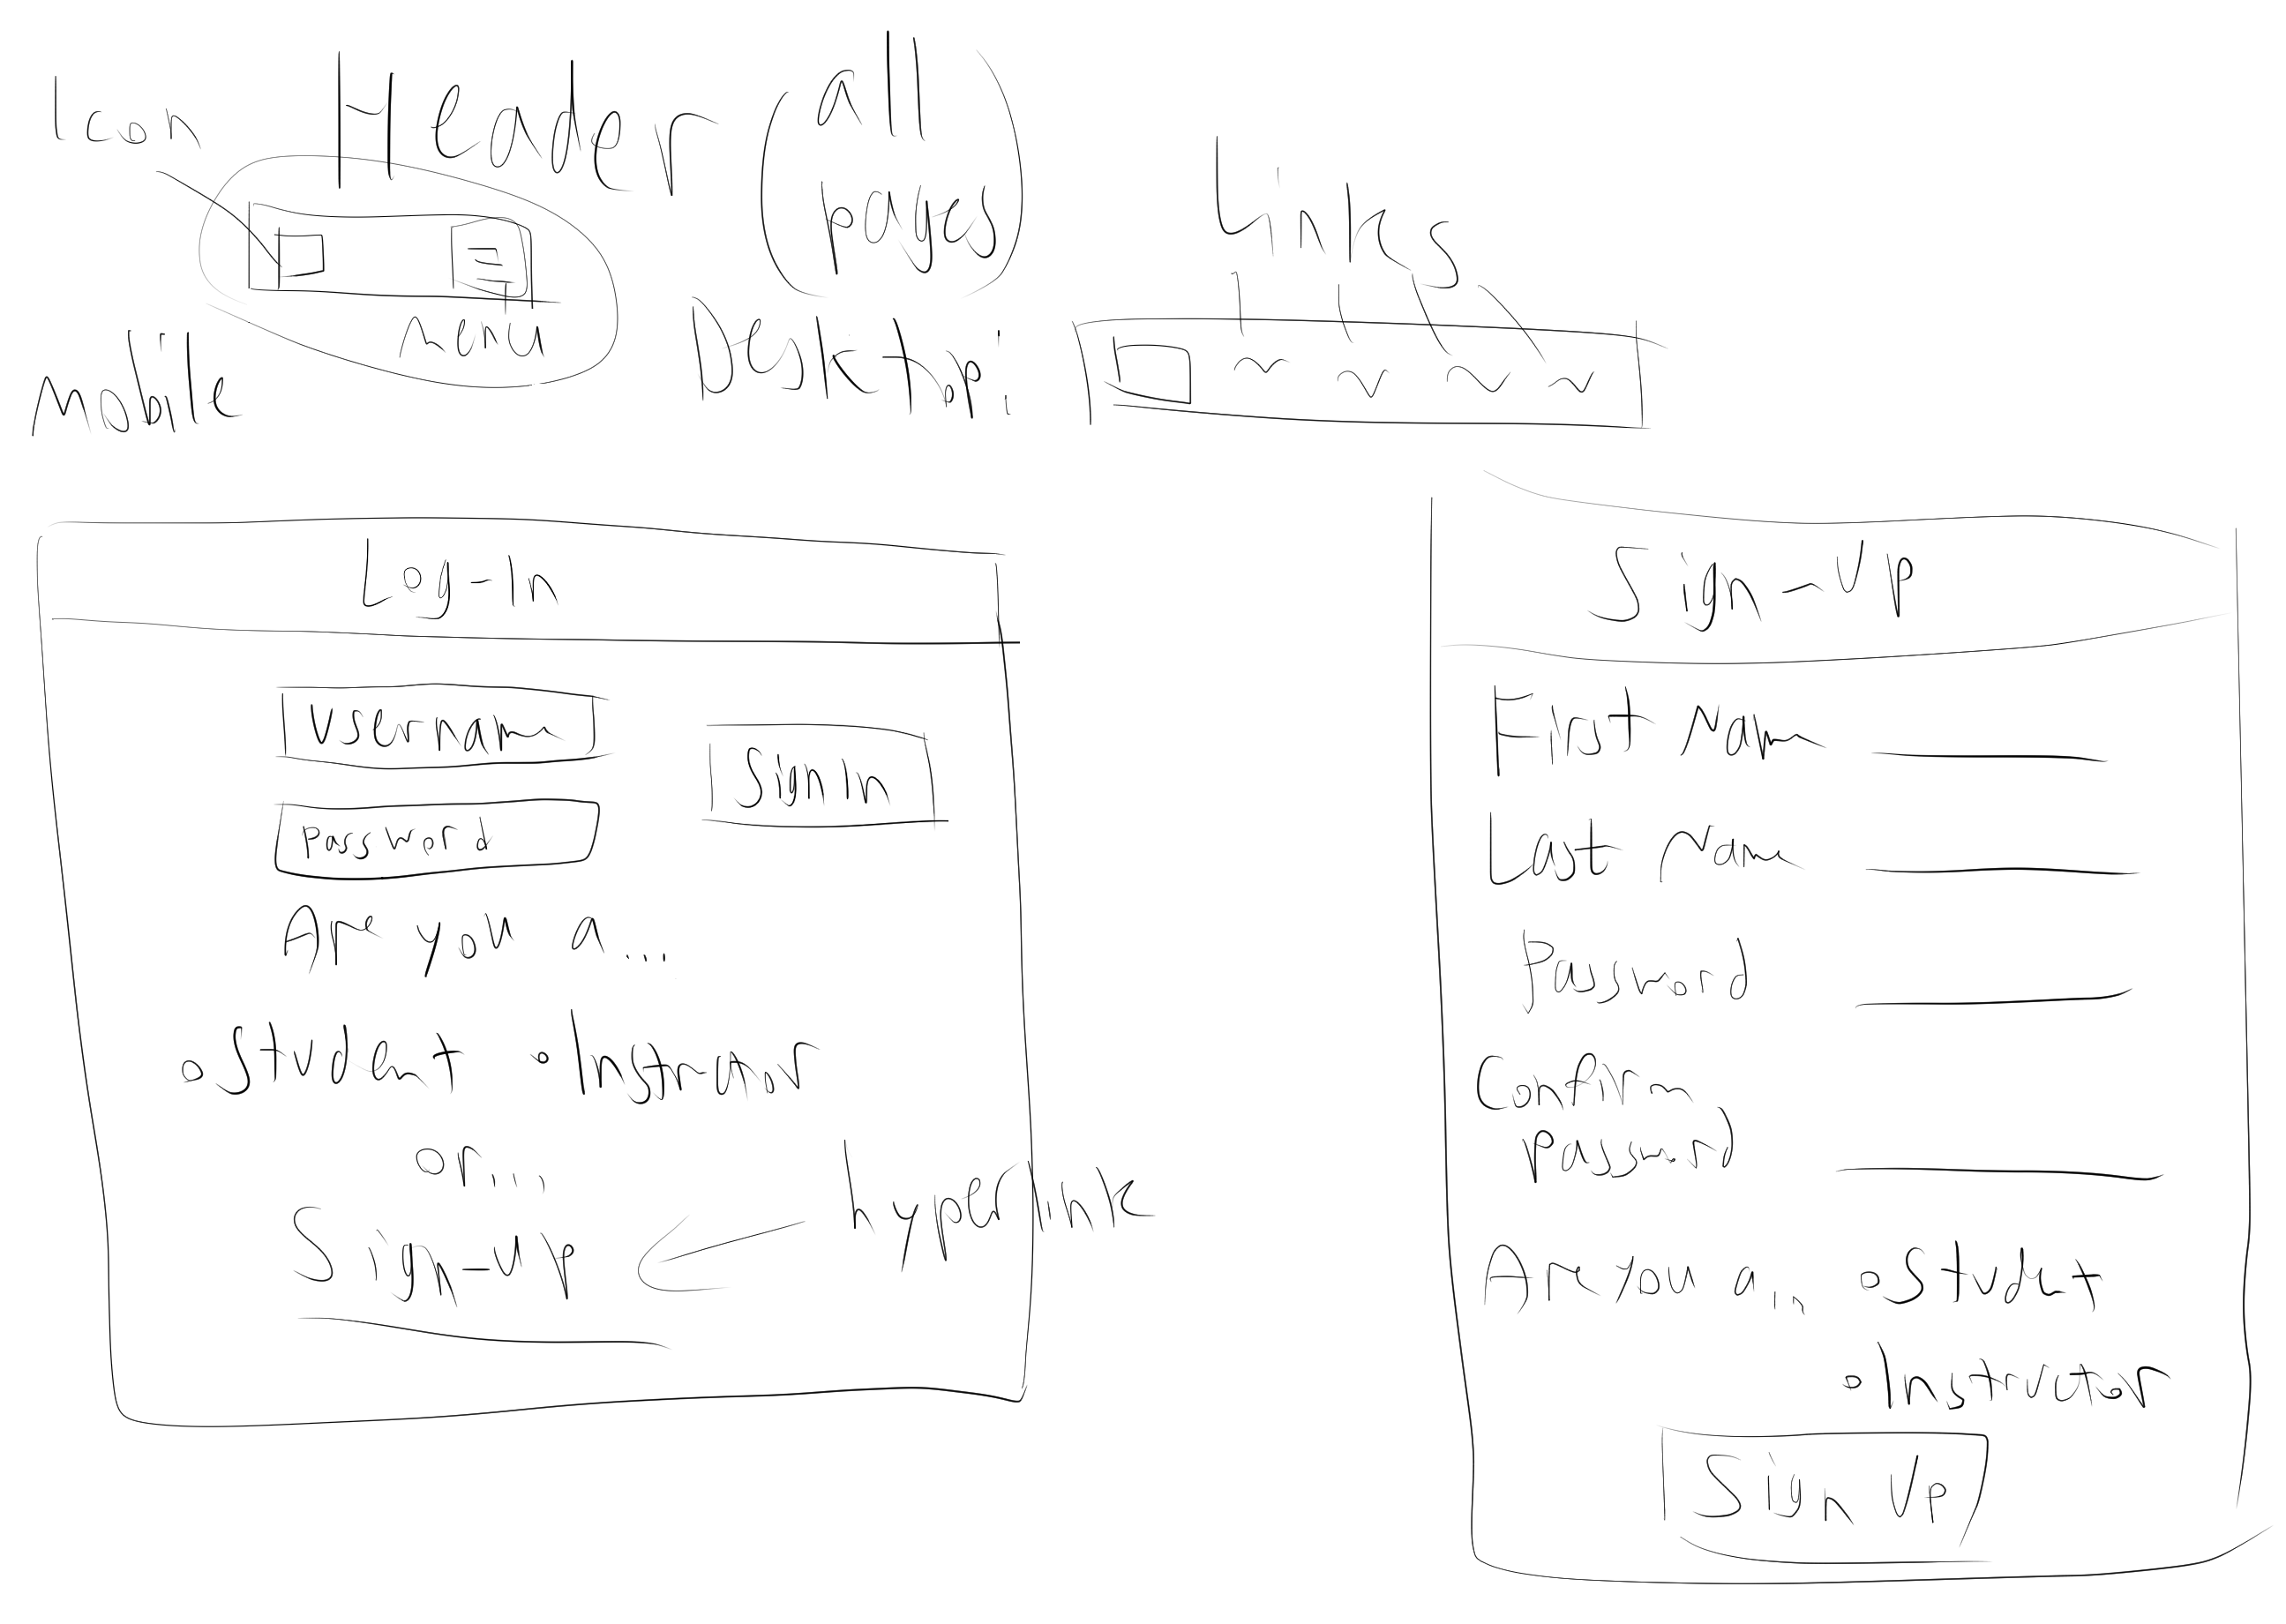 Icon
Header (all pages)
Links
Menu
Mobile
Desktop:
Log-In
Username
Sign In
Password
Are you a...
Student Instructor
or...
Sign-up
hyperlink
Sign-Up
First Name
Last Name
Password
Confirm
Password
Are you a... Student
Instructor
Sign Up